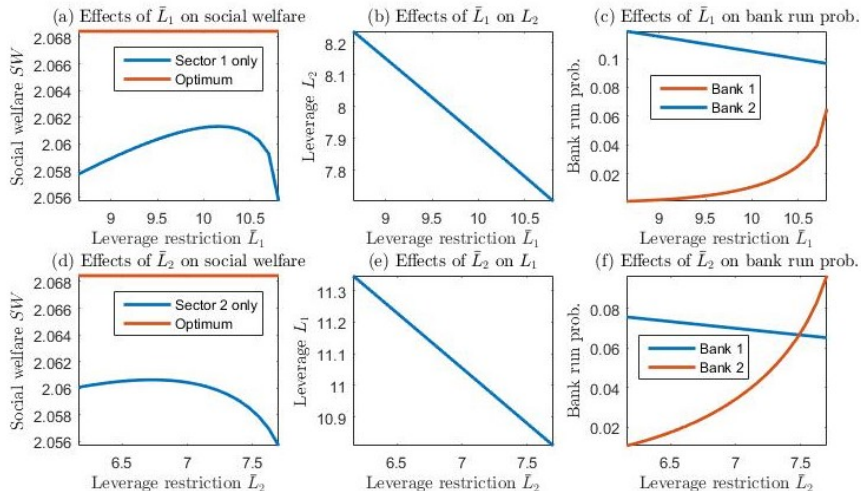 (a) Effects of L̄₁ on social welfare
Social welfare SW
2.068
2.066
2.064
2.062
2.06
2.058
2.056
Sector 1 only
Optimum
9
9.5
10
10.5
Leverage restriction L̄₁
(b) Effects of L̄₁ on L₂
Leverage L₂
8.2
8.1
8
7.9
7.8
9
9.5
10
10.5
Leverage restriction L̄₁
(c) Effects of L̄₁ on bank run prob.
Bank run prob.
0.1
0.08
0.06
0.04
0.02
Bank 1
Bank 2
9
9.5
10
10.5
Leverage restriction L̄₁
(d) Effects of L̄₂ on social welfare
Social welfare SW
2.068
2.066
2.064
2.062
2.06
2.058
2.056
Sector 2 only
Optimum
6.5
7
7.5
Leverage restriction L̄₂
(e) Effects of L̄₂ on L₁
Leverage L₁
11.3
11.2
11.1
11
10.9
6.5
7
7.5
Leverage restriction L̄₂
(f) Effects of L̄₂ on bank run prob.
Bank run prob.
0.08
0.06
0.04
0.02
Bank 1
Bank 2
6.5
7
7.5
Leverage restriction L̄₂